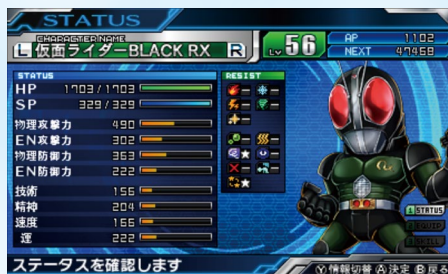 STATUS
CHARACTER NAME
L 仮面ライダーBLACK RX R
Lv 56
AP 1102
NEXT 47468
STATUS
HP 1703/1703
SP 329/329
物理攻撃力 490
EN攻撃力 302
物理防御力 363
EN防御力 222
技術 156
精神 204
速度 166
運 222
RESIST
STATUS
EQUIP
SKILL
ステータスを確認します
Y情報切替 A決定 B